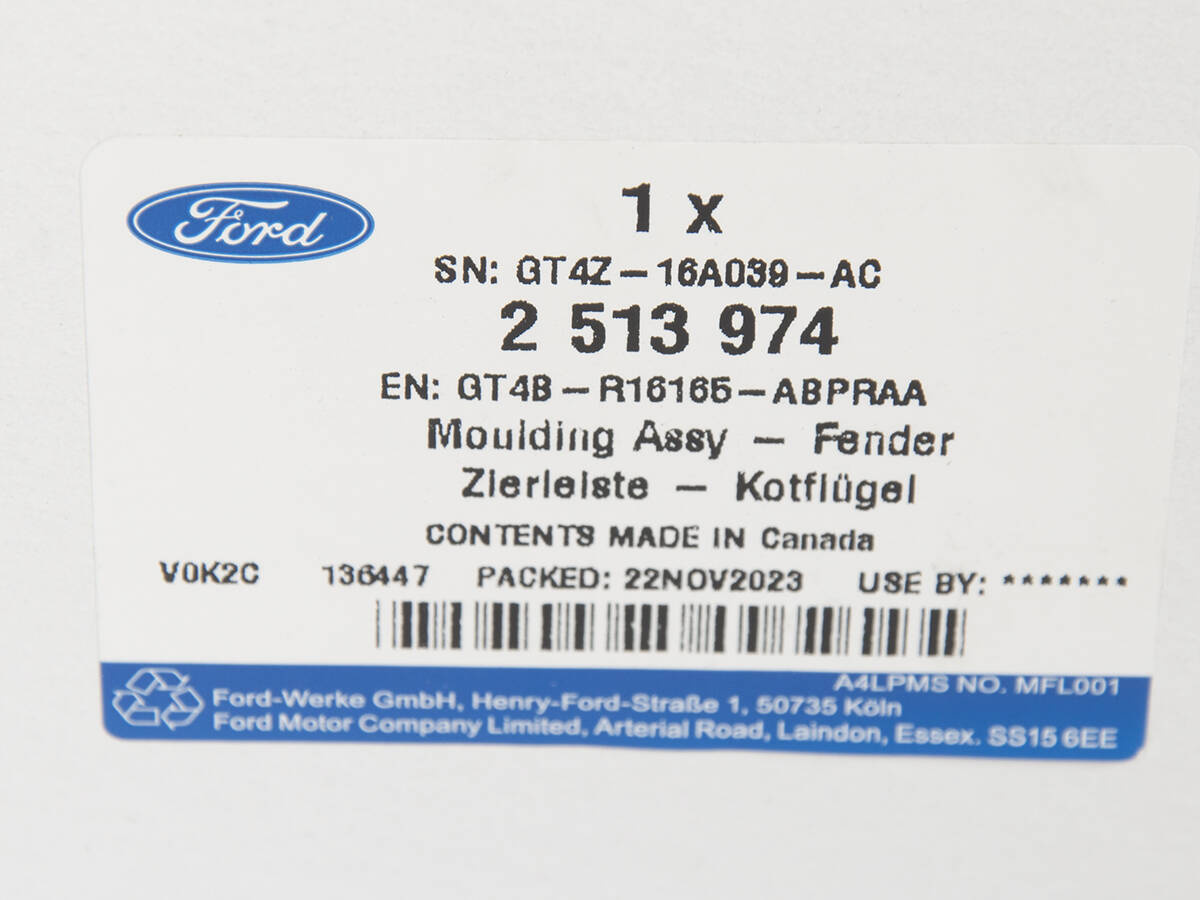 Ford
1 x
SN: GT4Z-16A039-AC
2 513 974
EN: GT4B-R16165-ABPRAA
Moulding Assy - Fender
Zierleiste - Kotflügel
CONTENTS MADE IN Canada
V0K2C 136447 PACKED: 22NOV2023 USE BY: *******
A4LPMS NO. MFL001
Ford-Werke GmbH, Henry-Ford-Straße 1, 50735 Köln
Ford Motor Company Limited, Arterial Road, Laindon, Essex. SS15 6EE